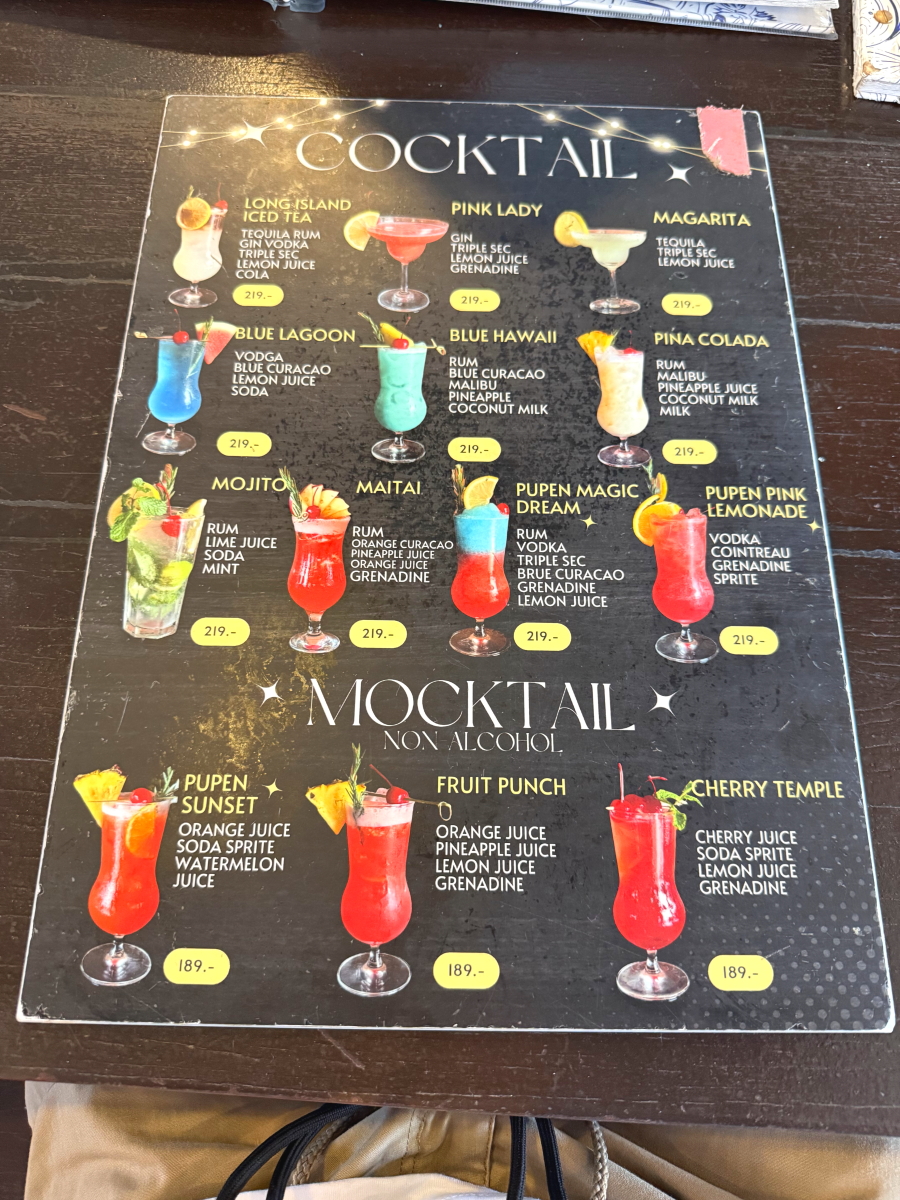 COCKTAIL
LONG ISLAND
ICED TEA
TEQUILA RUM
GIN VODKA
TRIPLE SEC
LEMON JUICE
COLA
219.-
PINK LADY
GIN
TRIPLE SEC
LEMON JUICE
GRENADINE
219.-
MAGARITA
TEQUILA
TRIPLE SEC
LEMON JUICE
219.-
BLUE LAGOON
VODGA
BLUE CURACAO
LEMON JUICE
SODA
219.-
BLUE HAWAII
RUM
BLUE CURACAO
MALIBU
PINEAPPLE
COCONUT MILK
219.-
PIŃA COLADA
RUM
MALIBU
PINEAPPLE JUICE
COCONUT MILK
MILK
219.-
MOJITO
RUM
LIME JUICE
SODA
MINT
219.-
MAITAI
RUM
ORANGE CURACAO
PINEAPPLE JUICE
ORANGE JUICE
GRENADINE
219.-
PUPEN MAGIC
DREAM
RUM
VODKA
TRIPLE SEC
BRUE CURACAO
GRENADINE
LEMON JUICE
219.-
PUPEN PINK
LEMONADE
VODKA
COINTREAU
GRENADINE
SPRITE
219.-
MOCKTAIL
NON ALCOHOL
PUPEN
SUNSET
ORANGE JUICE
SODA SPRITE
WATERMELON
JUICE
189.-
FRUIT PUNCH
ORANGE JUICE
PINEAPPLE JUICE
LEMON JUICE
GRENADINE
189.-
CHERRY TEMPLE
CHERRY JUICE
SODA SPRITE
LEMON JUICE
GRENADINE
189.-